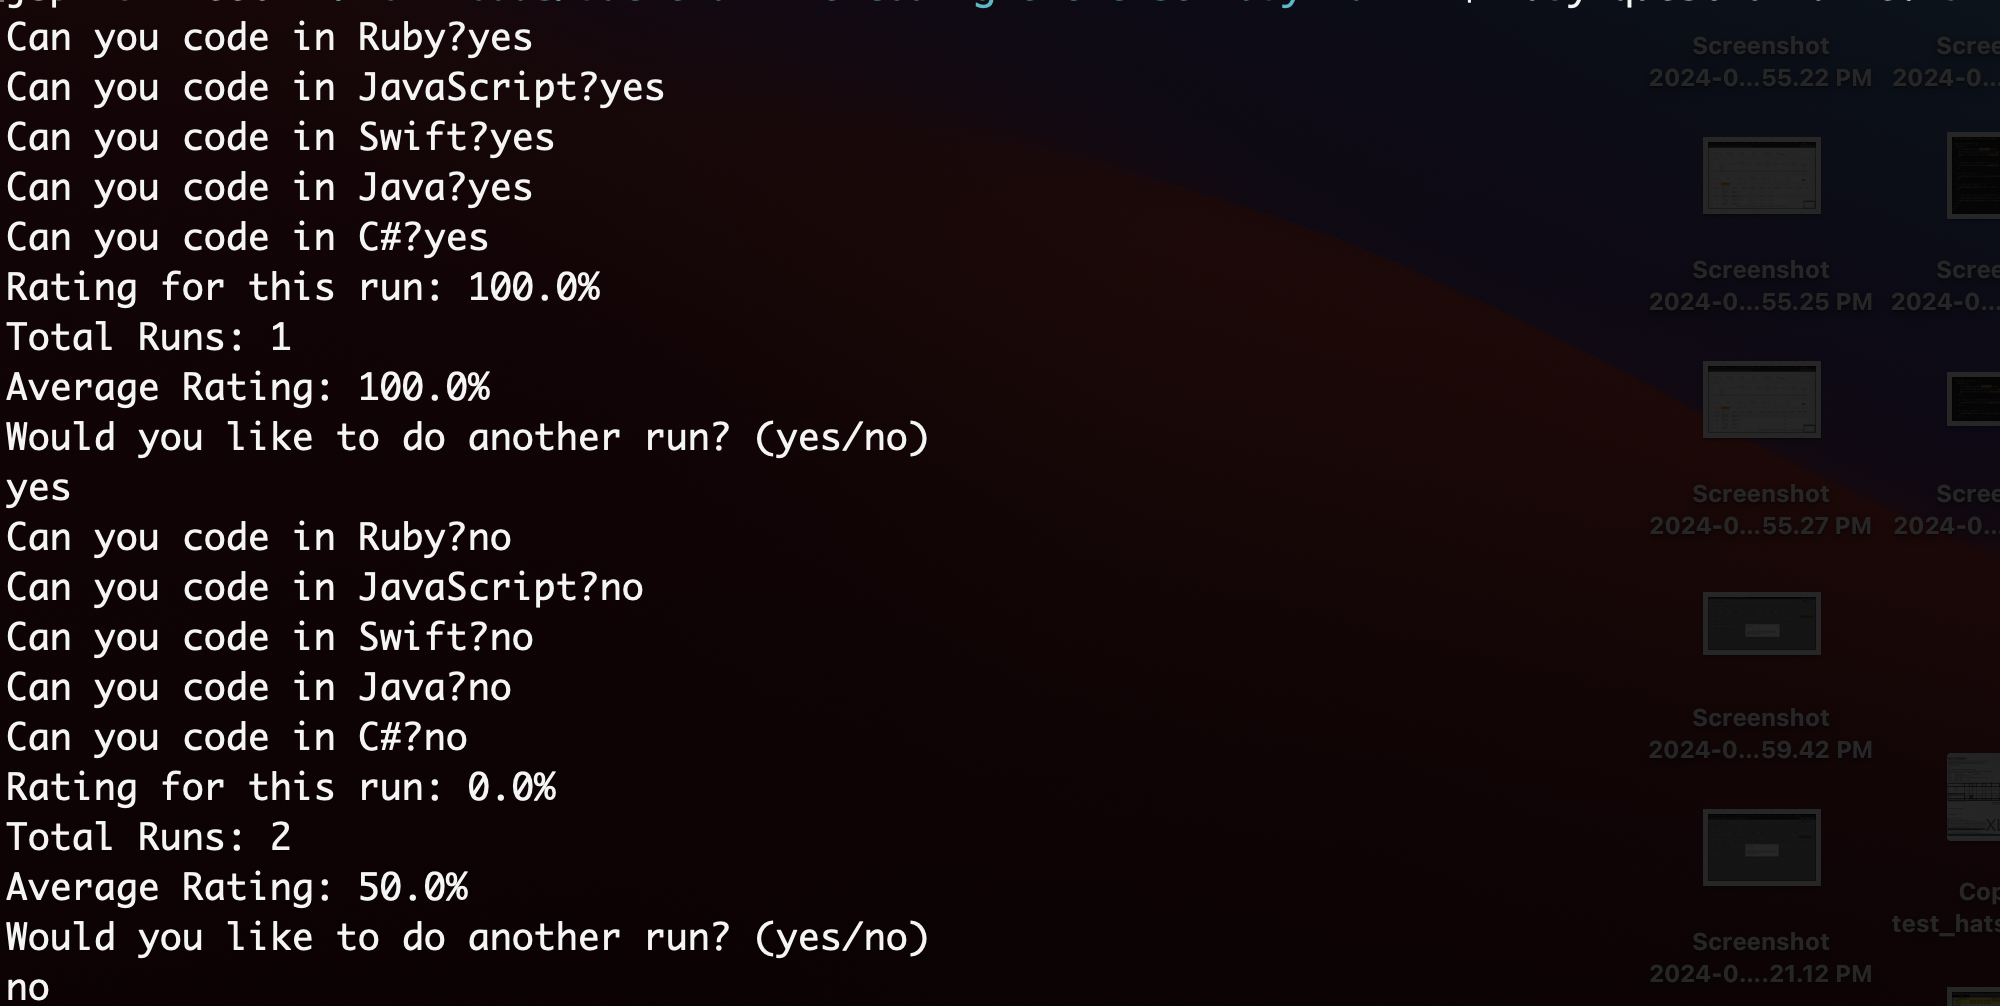 Can you code in Ruby?yes
Can you code in JavaScript?yes
Can you code in Swift?yes
Can you code in Java?yes
Can you code in C#?yes
Rating for this run: 100.0%
Total Runs: 1
Average Rating: 100.0%
Would you like to do another run? (yes/no)
yes
Can you code in Ruby?no
Can you code in JavaScript?no
Can you code in Swift?no
Can you code in Java?no
Can you code in C#?no
Rating for this run: 0.0%
Total Runs: 2
Average Rating: 50.0%
Would you like to do another run? (yes/no)
no
Screenshot
2024-0...55.22 PM
Screenshot
2024-0...55.25 PM
Screenshot
2024-0...55.27 PM
Screenshot
2024-0...59.42 PM
Screenshot
2024-0....21.12 PM
Scree
2024-0...
Scree
2024-0...
Scree
2024-0...
Cop
test_hats